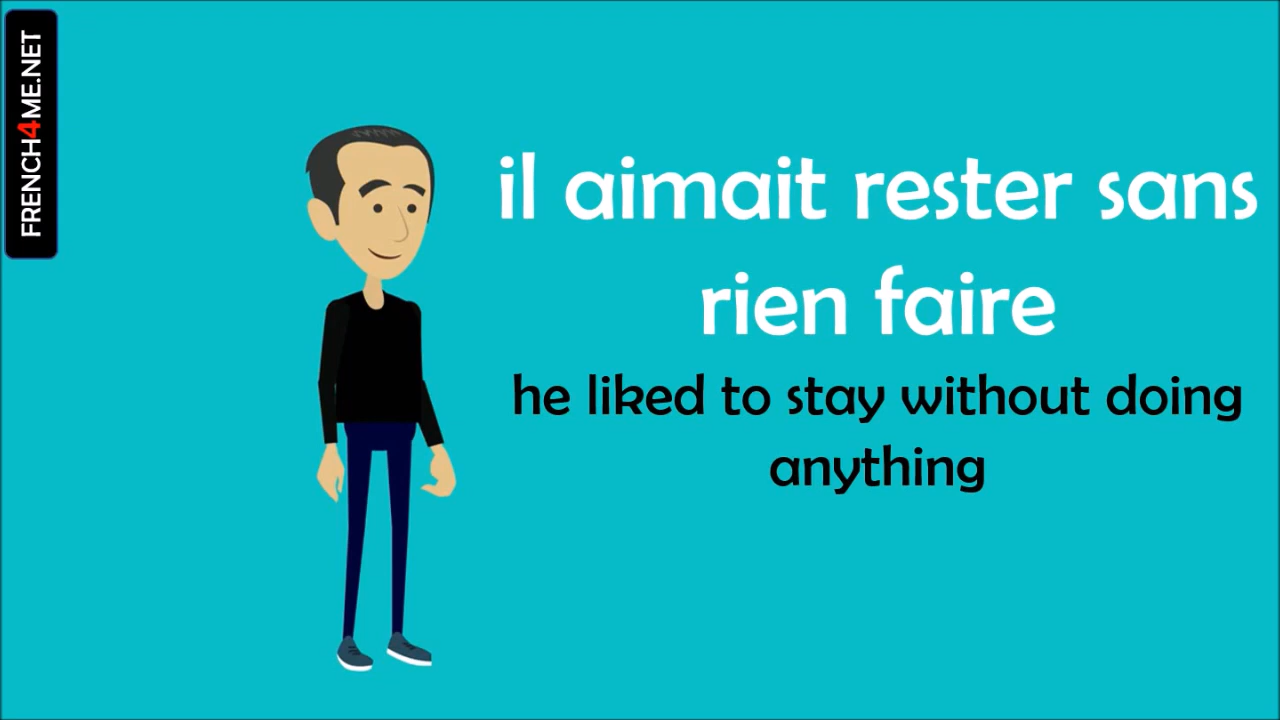 FRENCH4ME.NET
il aimait rester sans
rien faire
he liked to stay without doing
anything